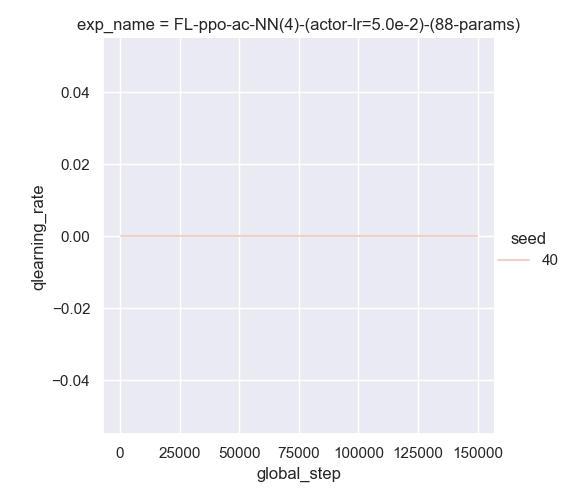 exp_name = FL-ppo-ac-NN(4)-(actor-lr=5.0e-2)-(88-params)
0.04
0.02
0.00
−0.02
−0.04
qlearning_rate
seed
40
0 25000 50000 75000 100000 125000 150000
global_step